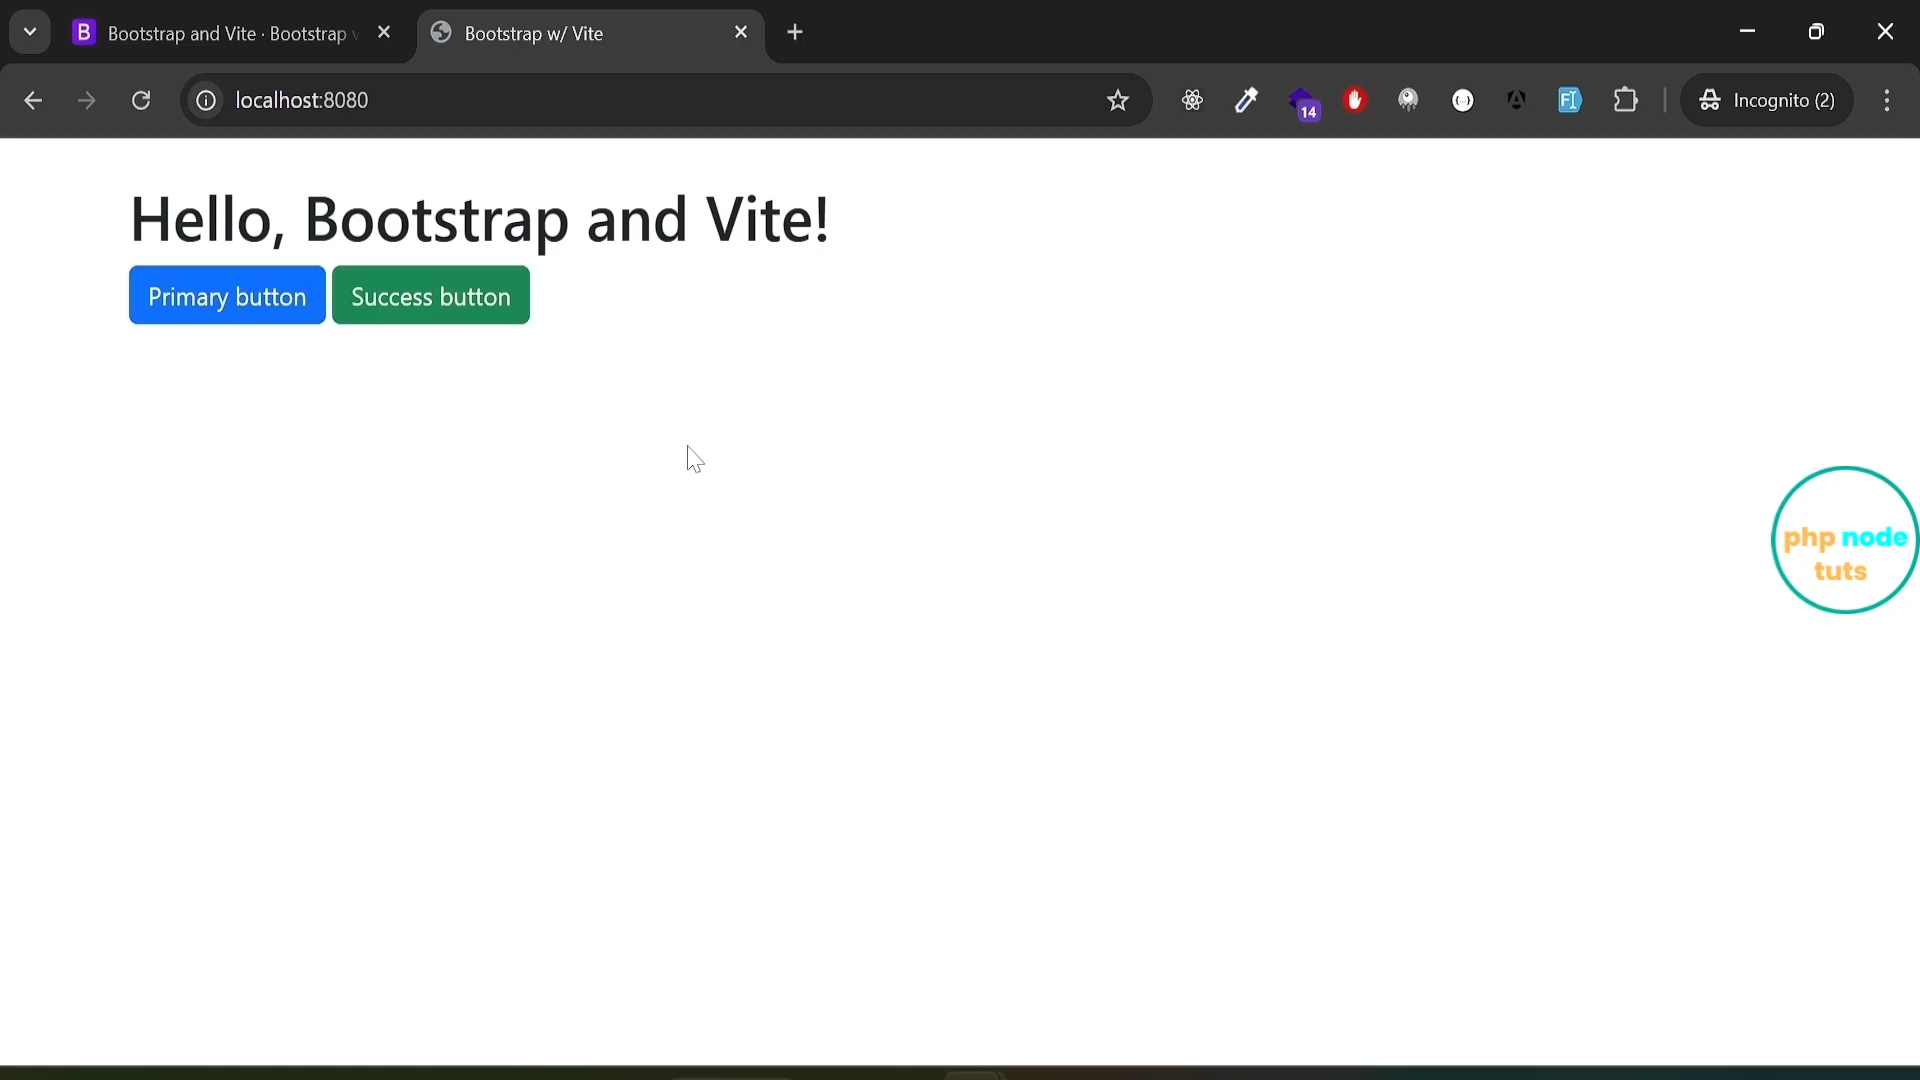 B
Bootstrap and Vite · Bootstrap v
Bootstrap w/ Vite
localhost:8080
14
Incognito (2)
Hello, Bootstrap and Vite!
Primary button
Success button
php node
tuts